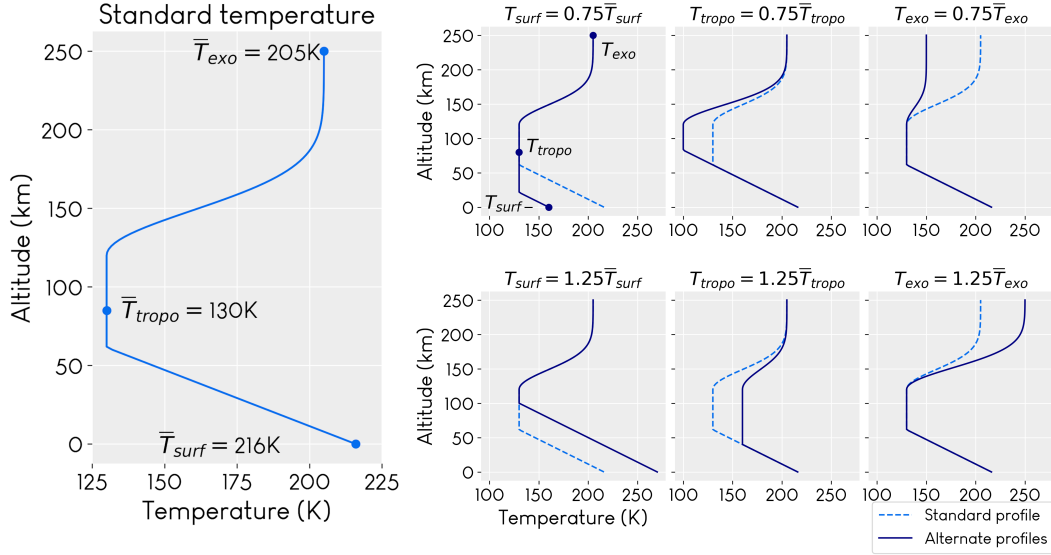 Standard temperature
T̅exo = 205K
T̅tropo = 130K
T̅surf = 216K
250
200
150
100
50
0
Altitude (km)
125 150 175 200 225
Temperature (K)
Tsurf = 0.75T̅surf
Ttropo = 0.75T̅tropo
Texo = 0.75T̅exo
Texo
Ttropo
Tsurf
250
200
150
100
50
0
Altitude (km)
100 150 200 250
100 150 200 250
100 150 200 250
Tsurf = 1.25T̅surf
Ttropo = 1.25T̅tropo
Texo = 1.25T̅exo
250
200
150
100
50
0
Altitude (km)
100 150 200 250
100 150 200 250
100 150 200 250
Temperature (K)
Standard profile
Alternate profiles